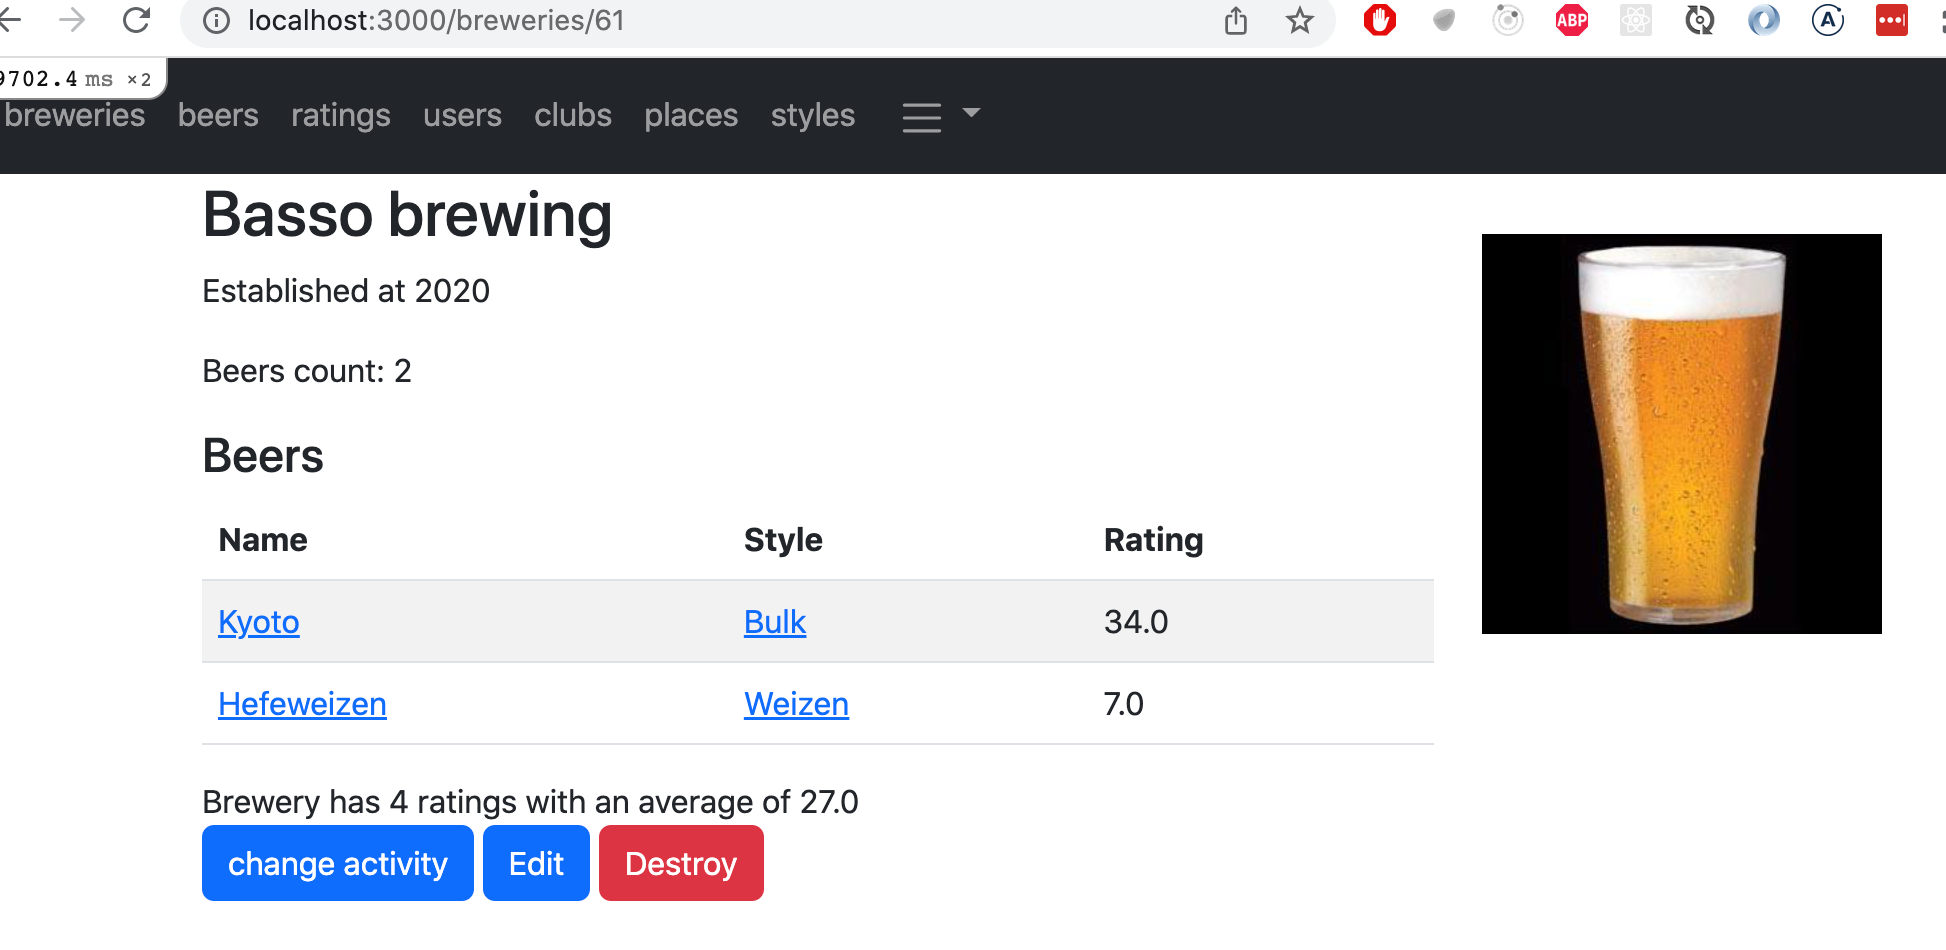 localhost:3000/breweries/61
ABP
A
9702.4 ms ×2
breweries beers ratings users clubs places styles
Basso brewing
Established at 2020
Beers count: 2
Beers
Name Style Rating
Kyoto Bulk 34.0
Hefeweizen Weizen 7.0
Brewery has 4 ratings with an average of 27.0
change activity Edit Destroy